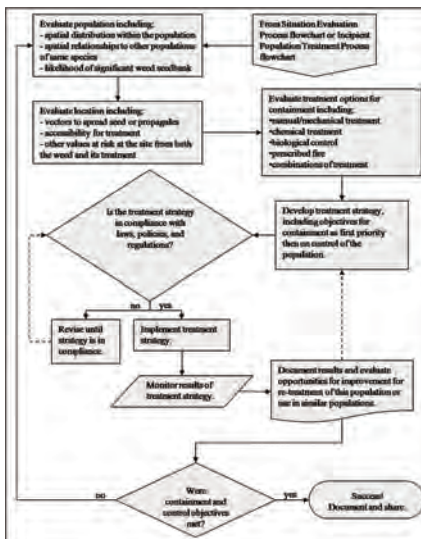 Evaluate population including:
- spatial distribution within the population
- spatial relationships to other populations
of same species
- likelihood of significant weed seedbank
From Situation Evaluation
Process flowchart or Incipient
Population Treatment Process
flowchart
Evaluate location including:
- vectors to spread seed or propagules
- accessibility for treatment
- other values at risk at the site from both
the weed and its treatment
Evaluate treatment options for
containment including:
•manual/mechanical treatment
•chemical treatment
•biological control
•prescribed fire
•combinations of treatment
Is the treatment strategy
in compliance with
laws, policies, and
regulations?
Develop treatment strategy,
including objectives for
containment as first priority
then on control of the
population.
no
yes
Revise until
strategy is in
compliance.
Implement treatment
strategy.
Monitor results of
treatment strategy.
Document results and evaluate
opportunities for improvement for
re-treatment of this population or
use in similar populations.
no
Were
containment and
control objectives
met?
yes
Success!
Document and share.